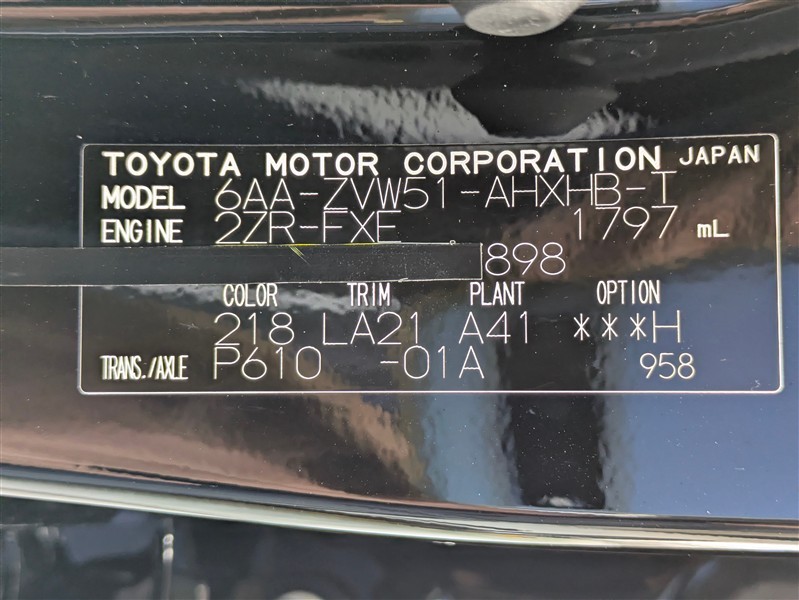 TOYOTA MOTOR CORPORATION JAPAN
MODEL 6AA-ZVW51-AHXHB-T
ENGINE 2ZR-FXE 1797 mL
898
COLOR TRIM PLANT OPTION
218 LA21 A41 ***H
TRANS./AXLE P610 -01A 958